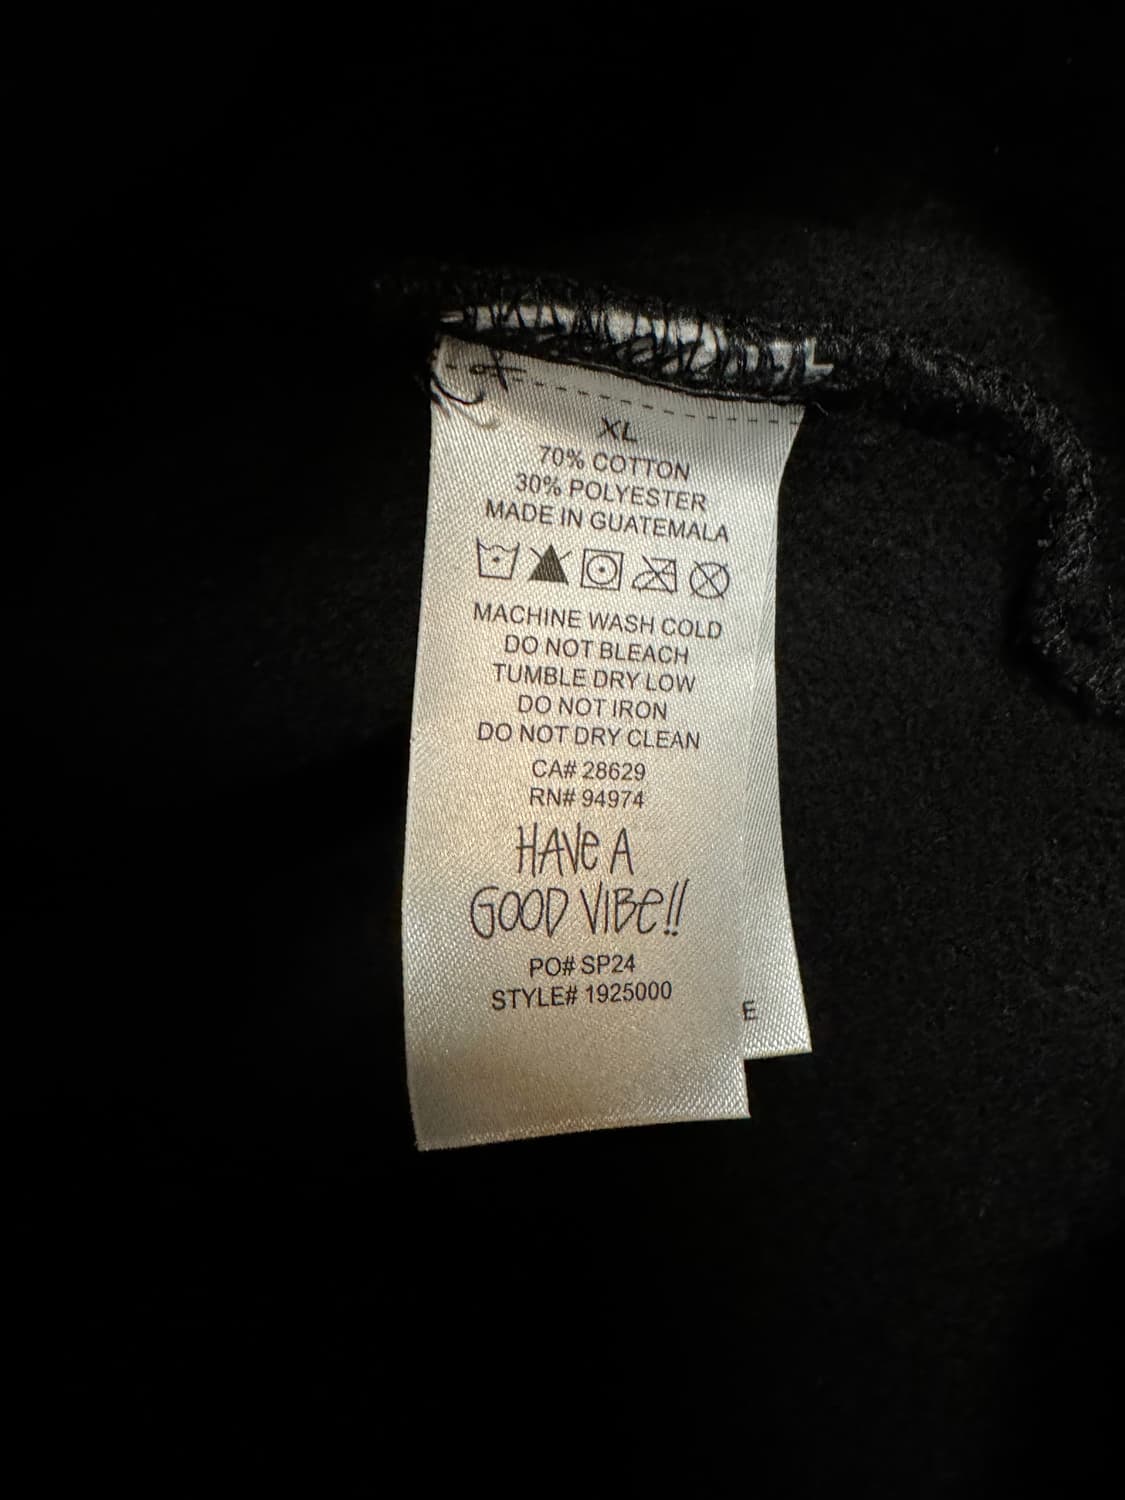 XL
70% COTTON
30% POLYESTER
MADE IN GUATEMALA
MACHINE WASH COLD
DO NOT BLEACH
TUMBLE DRY LOW
DO NOT IRON
DO NOT DRY CLEAN
CA# 28629
RN# 94974
HAVe A
GOOD VIBe!!
PO# SP24
STYLE# 1925000
E